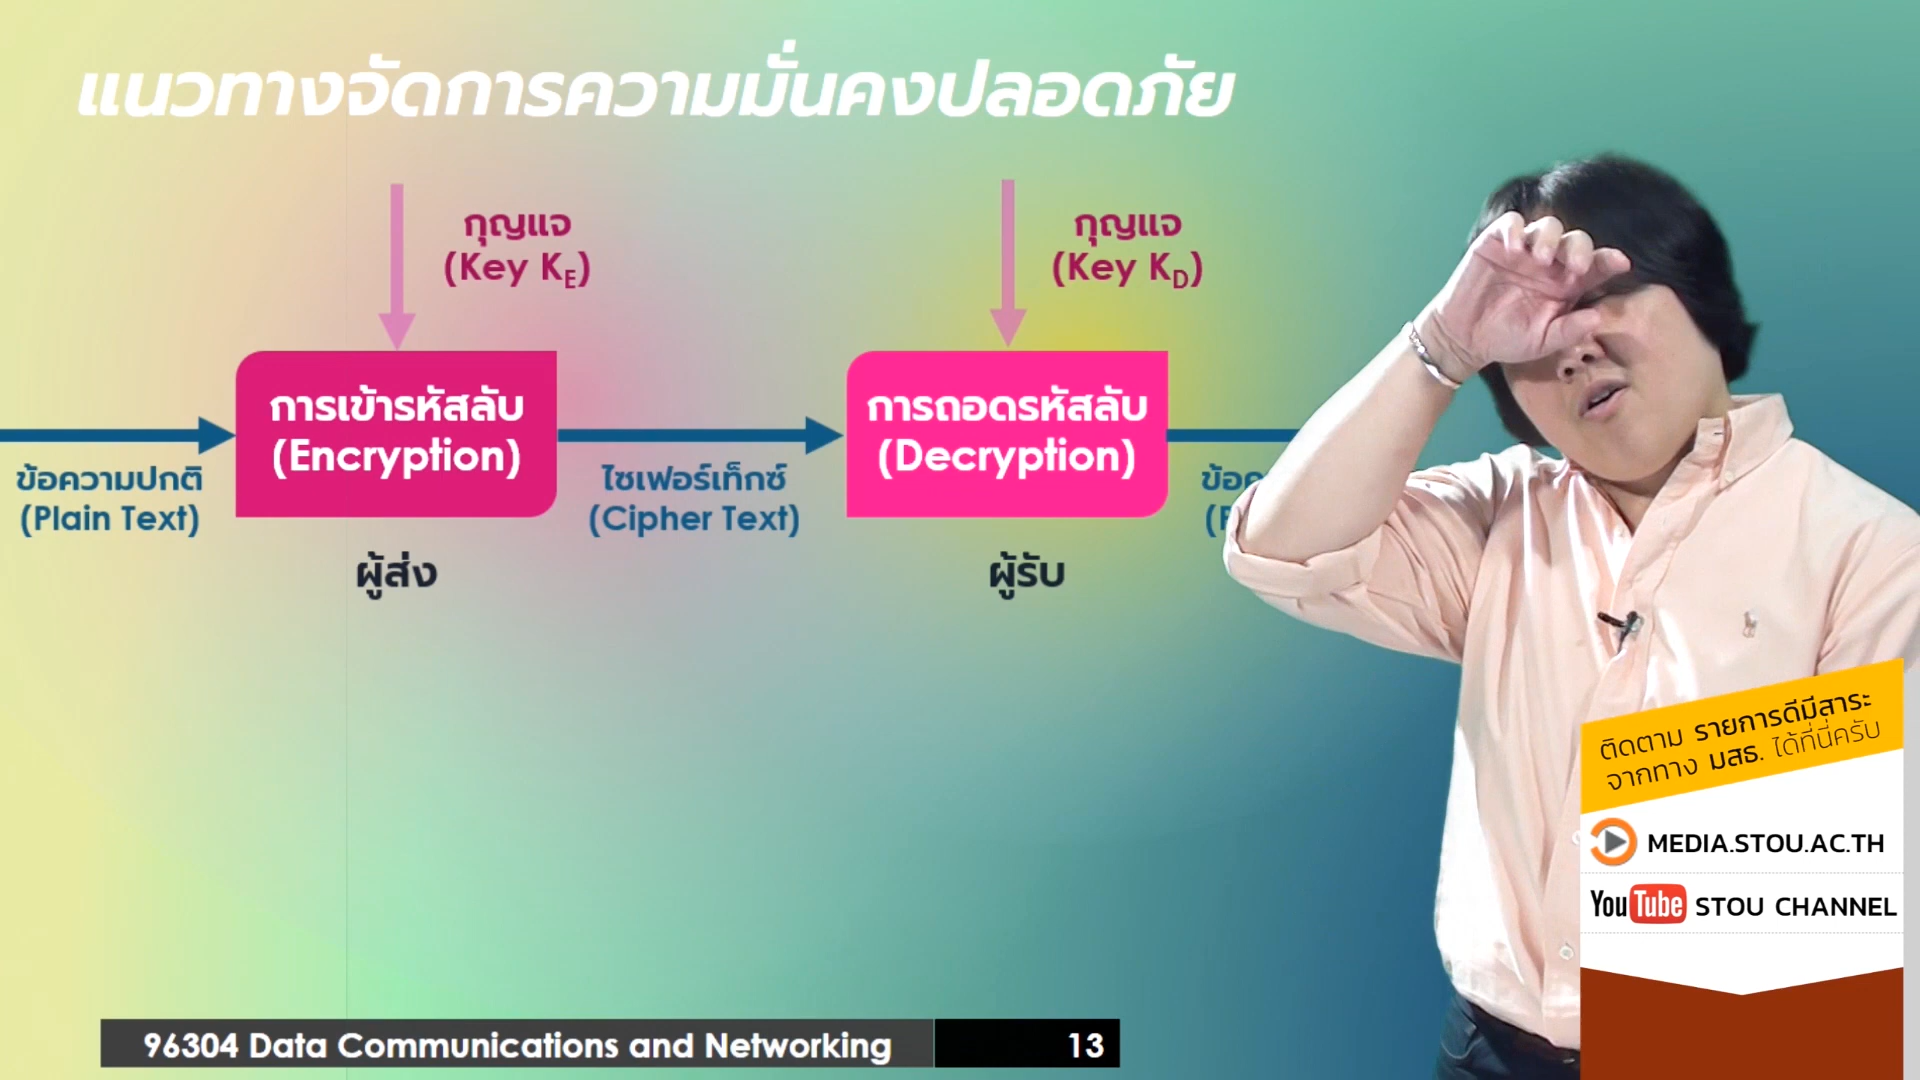 แนวทางจัดการความมั่นคงปลอดภัย
กุญแจ
(Key KE)
กุญแจ
(Key KD)
การเข้ารหัสลับ
(Encryption)
การถอดรหัสลับ
(Decryption)
ข้อความปกติ
(Plain Text)
ไซเฟอร์เท็กซ์
(Cipher Text)
ผู้ส่ง
ผู้รับ
ติดตาม รายการดีมีสาระ
จากทาง มสธ. ได้ที่นี่ครับ
MEDIA.STOU.AC.TH
YouTube STOU CHANNEL
96304 Data Communications and Networking 13